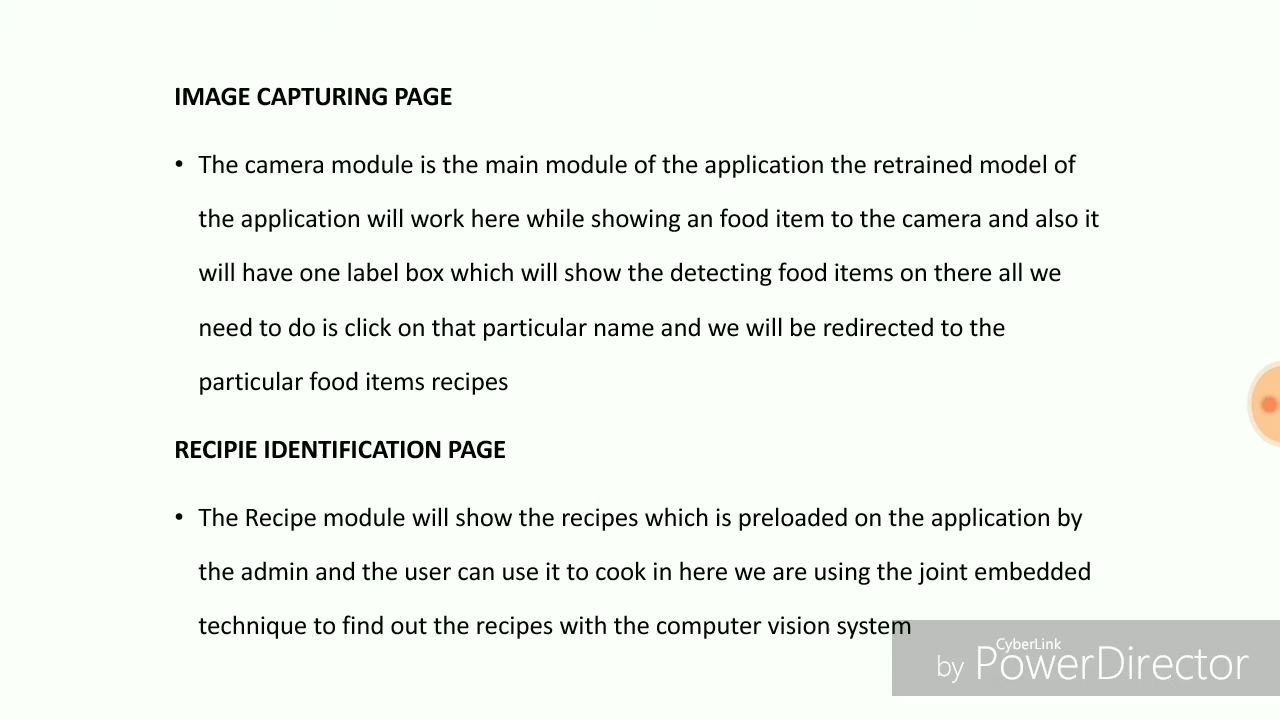 IMAGE CAPTURING PAGE
• The camera module is the main module of the application the retrained model of
the application will work here while showing an food item to the camera and also it
will have one label box which will show the detecting food items on there all we
need to do is click on that particular name and we will be redirected to the
particular food items recipes
RECIPIE IDENTIFICATION PAGE
• The Recipe module will show the recipes which is preloaded on the application by
the admin and the user can use it to cook in here we are using the joint embedded
technique to find out the recipes with the computer vision system
CyberLink
by PowerDirector